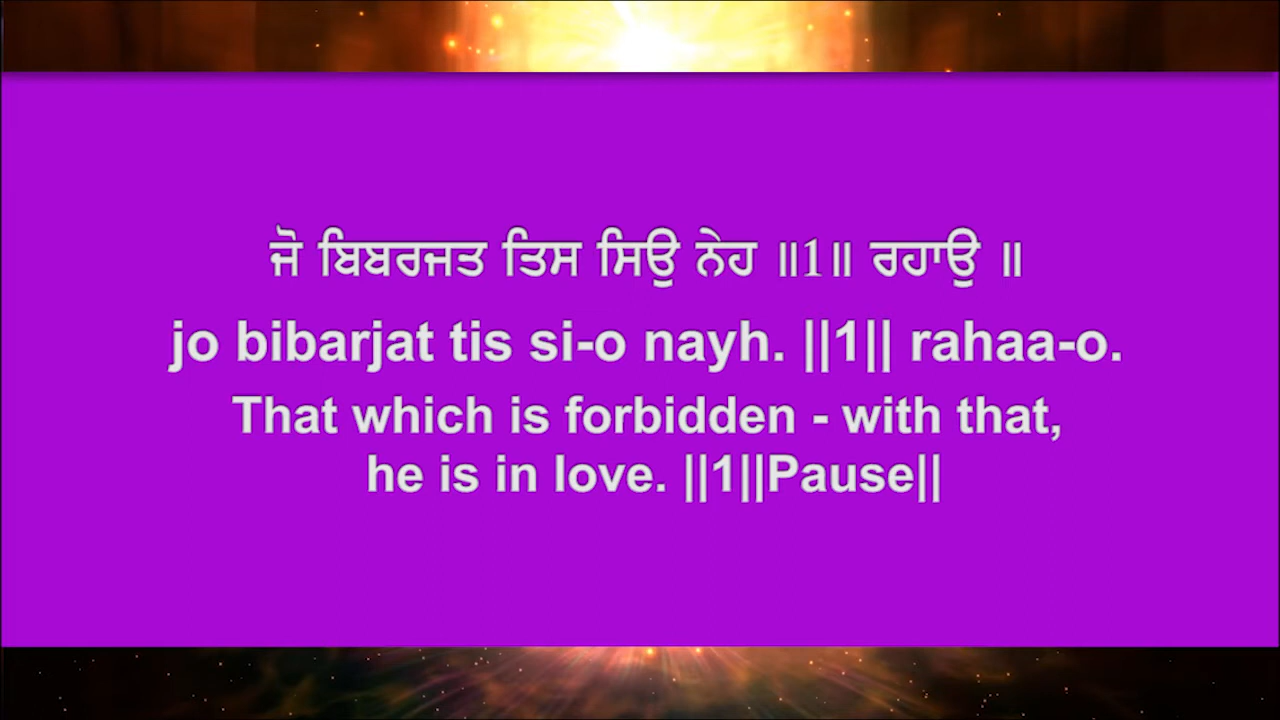 ਜੋ ਬਿਬਰਜਤ ਤਿਸ ਸਿਉ ਨੇਹ ॥1॥ ਰਹਾਉ ॥
jo bibarjat tis si-o nayh. ||1|| rahaa-o.
That which is forbidden - with that,
he is in love. ||1||Pause||